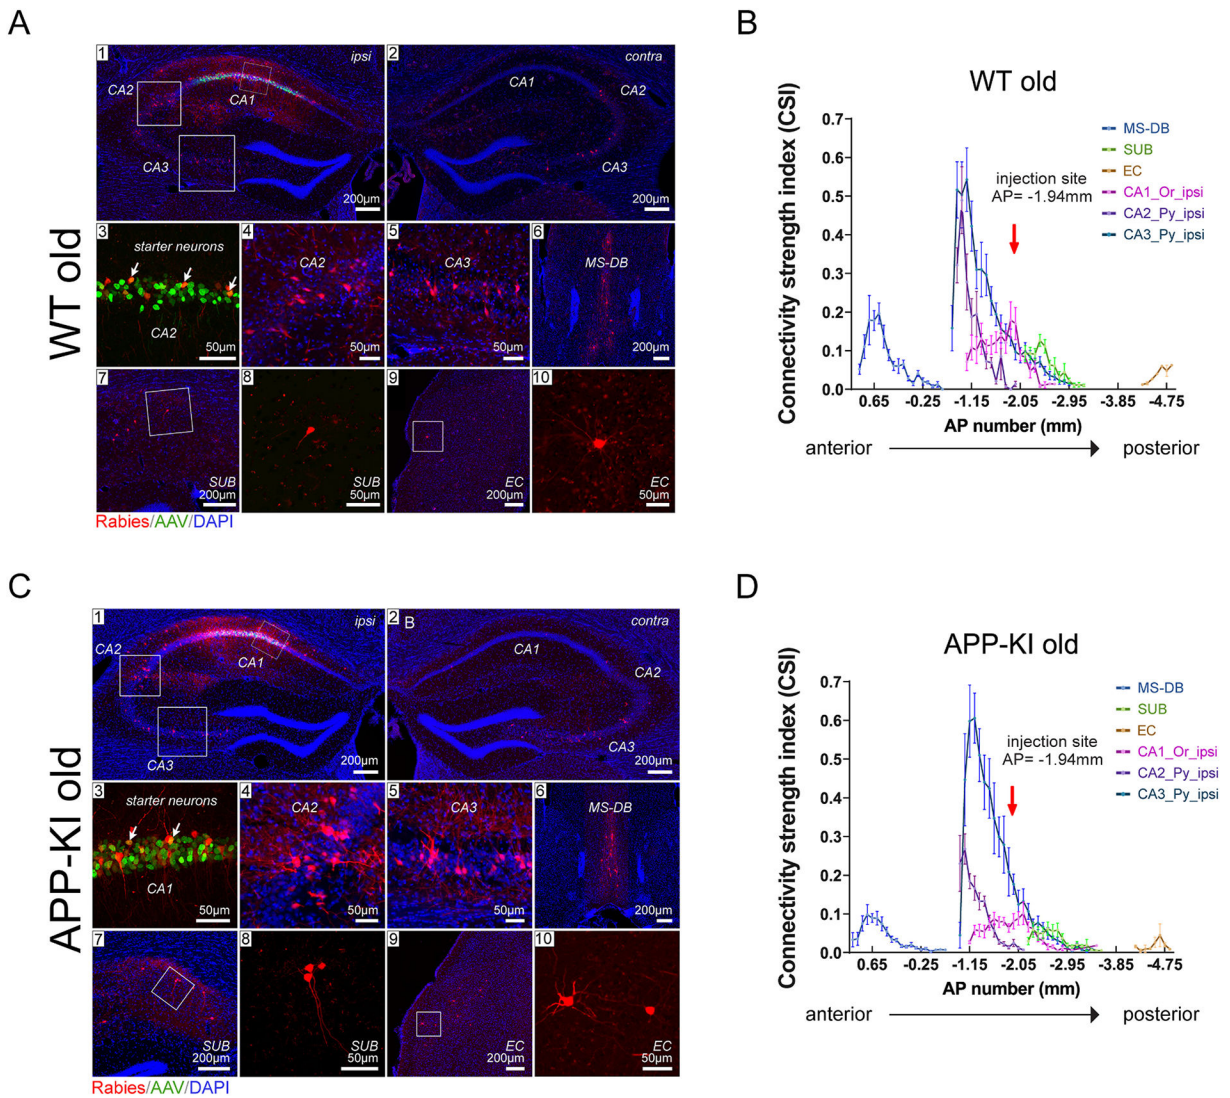 A
WT old
1
ipsi
CA2
CA1
CA3
200μm
2
contra
CA1
CA2
CA3
200μm
3
starter neurons
CA2
50μm
4
CA2
50μm
5
CA3
50μm
6
MS-DB
200 μm
7
SUB
200μm
8
SUB
50μm
9
EC
200μm
10
EC
50μm
Rabies/AAV/DAPI
B
WT old
Connectivity strength index (CSI)
0.7
0.6
0.5
0.4
0.3
0.2
0.1
0.0
0.65 -0.25 -1.15 -2.05 -2.95 -3.85 -4.75
AP number (mm)
anterior posterior
injection site
AP= -1.94mm
MS-DB
SUB
EC
CA1_Or_ipsi
CA2_Py_ipsi
CA3_Py_ipsi
C
APP-KI old
1
ipsi
CA2
CA1
CA3
200μm
2
B
contra
CA1
CA2
CA3
200μm
3
starter neurons
CA1
50μm
4
CA2
50μm
5
CA3
50μm
6
MS-DB
200μm
7
SUB
200μm
8
SUB
50μm
9
EC
200μm
10
EC
50μm
Rabies/AAV/DAPI
D
APP-KI old
Connectivity strength index (CSI)
0.7
0.6
0.5
0.4
0.3
0.2
0.1
0.0
0.65 -0.25 -1.15 -2.05 -2.95 -3.85 -4.75
AP number (mm)
anterior posterior
injection site
AP= -1.94mm
MS-DB
SUB
EC
CA1_Or_ipsi
CA2_Py_ipsi
CA3_Py_ipsi